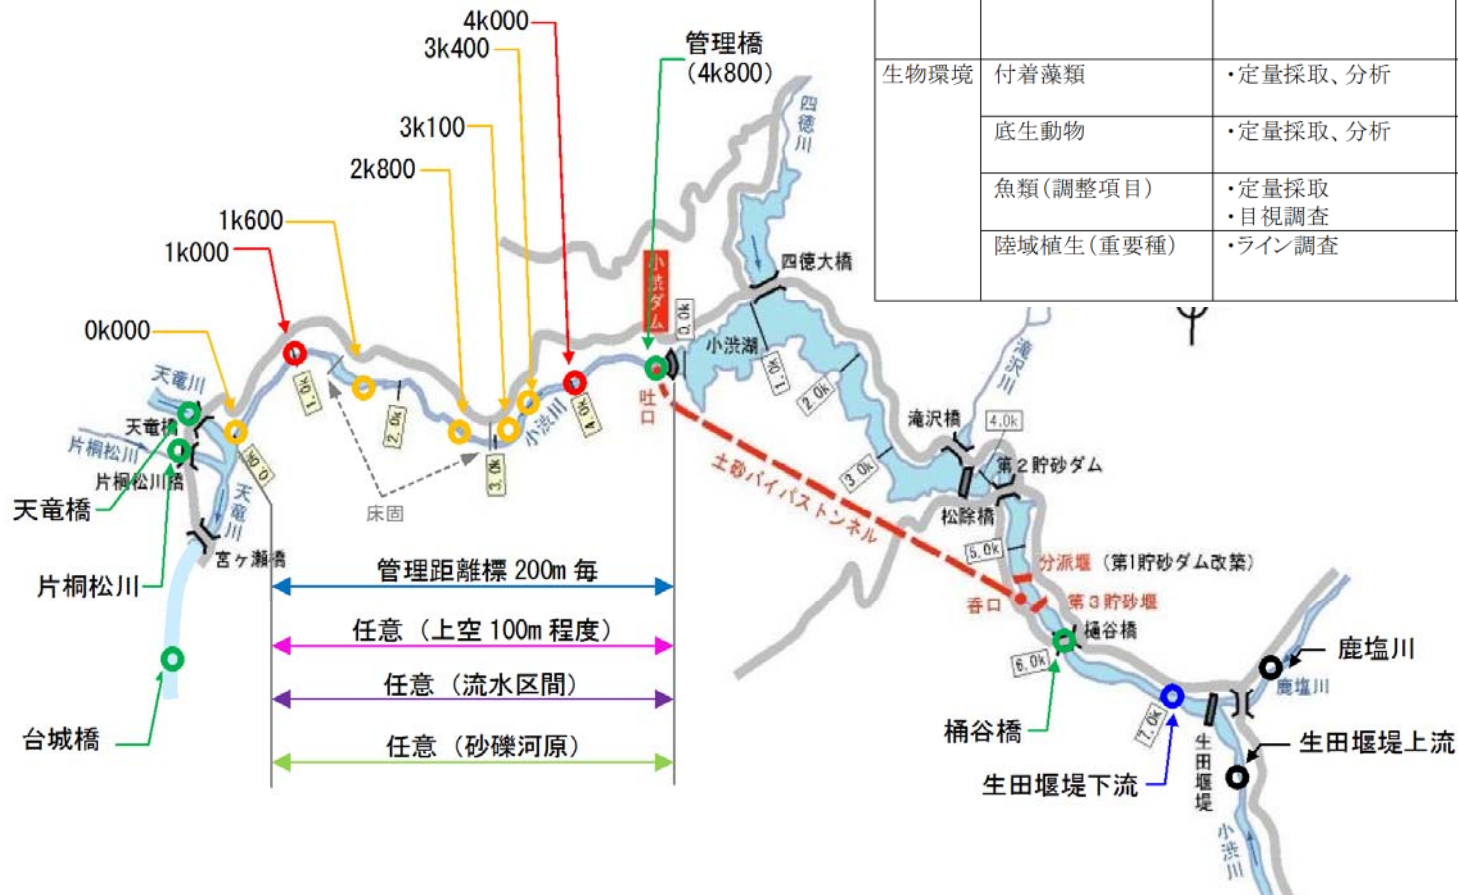 生物環境
付着藻類
・定量採取、分析
底生動物
・定量採取、分析
魚類(調整項目)
・定量採取
・目視調査
陸域植生(重要種)
・ライン調査
4k000
3k400
3k100
2k800
1k600
1k000
0k000
管理橋
(4k800)
四徳川
四徳大橋
小渋ダム
0.0k
小渋湖
1.0k
2.0k
3.0k
滝沢川
滝沢橋
4.0k
第2貯砂ダム
松除橋
5.0k
分派堰 (第1貯砂ダム改築)
呑口
第3貯砂堰
樋谷橋
6.0k
7.0k
吐口
土砂バイパストンネル
天竜川
天竜橋
片桐松川
片桐松川橋
天竜川
宮ヶ瀬橋
0.0k
1.0k
2.0k
3.0k
4.0k
小渋川
床固
天竜橋
片桐松川
台城橋
管理距離標 200m 毎
任意 (上空 100m 程度)
任意 (流水区間)
任意 (砂礫河原)
桶谷橋
生田堰堤下流
生田堰堤
鹿塩川
鹿塩川
生田堰堤上流
小渋川